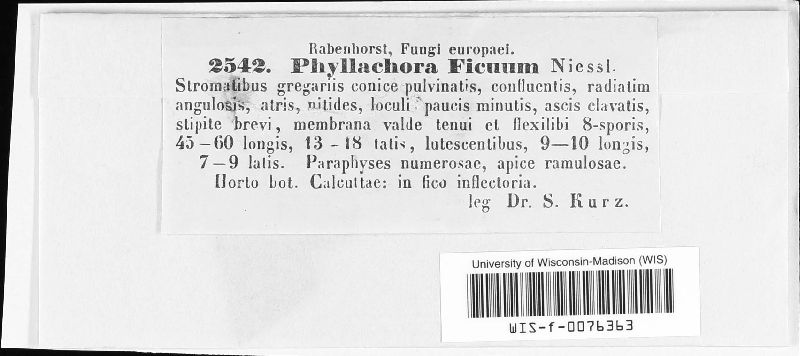 Rabenhorst, Fungi europaei.
2542. Phyllachora Ficuum Niessl.
Stromatibus gregariis conice pulvinatis, confluentis, radiatim
angulosis, atris, nitides, loculi paucis minutis, ascis clavatis,
stipite brevi, membrana valde tenui et flexilibi 8-sporis,
45—60 longis, 13-18 latis, lutescentibus, 9—10 longis,
7—9 latis. Paraphyses numerosae, apice ramulosae.
Horto bot. Calcuttae: in fico inflectoria.
leg Dr. S. Kurz.
University of Wisconsin-Madison (WIS)
WIS-f-0076363